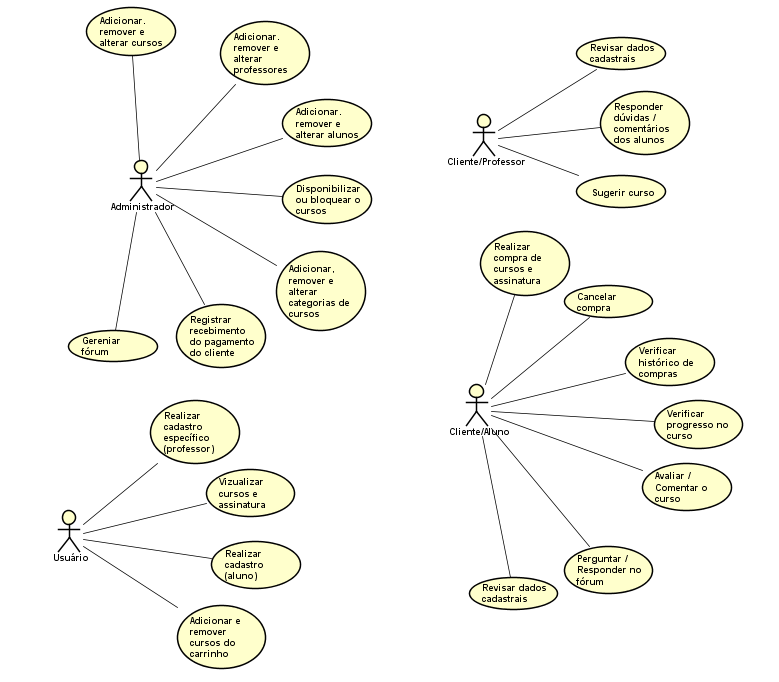 Adicionar.
remover e
alterar cursos
Adicionar.
remover e
alterar
professores
Adicionar.
remover e
alterar alunos
Disponibilizar
ou bloquear o
cursos
Administrador
Adicionar,
remover e
alterar
categorias de
cursos
Registrar
recebimento
do pagamento
do cliente
Gereniar
fórum
Revisar dados
cadastrais
Responder
dúvidas /
comentários
dos alunos
Cliente/Professor
Sugerir curso
Realizar
compra de
cursos e
assinatura
Cancelar
compra
Verificar
histórico de
compras
Verificar
progresso no
curso
Cliente/Aluno
Avaliar /
Comentar o
curso
Perguntar /
Responder no
fórum
Revisar dados
cadastrais
Realizar
cadastro
específico
(professor)
Vizualizar
cursos e
assinatura
Usuário
Realizar
cadastro
(aluno)
Adicionar e
remover
cursos do
carrinho